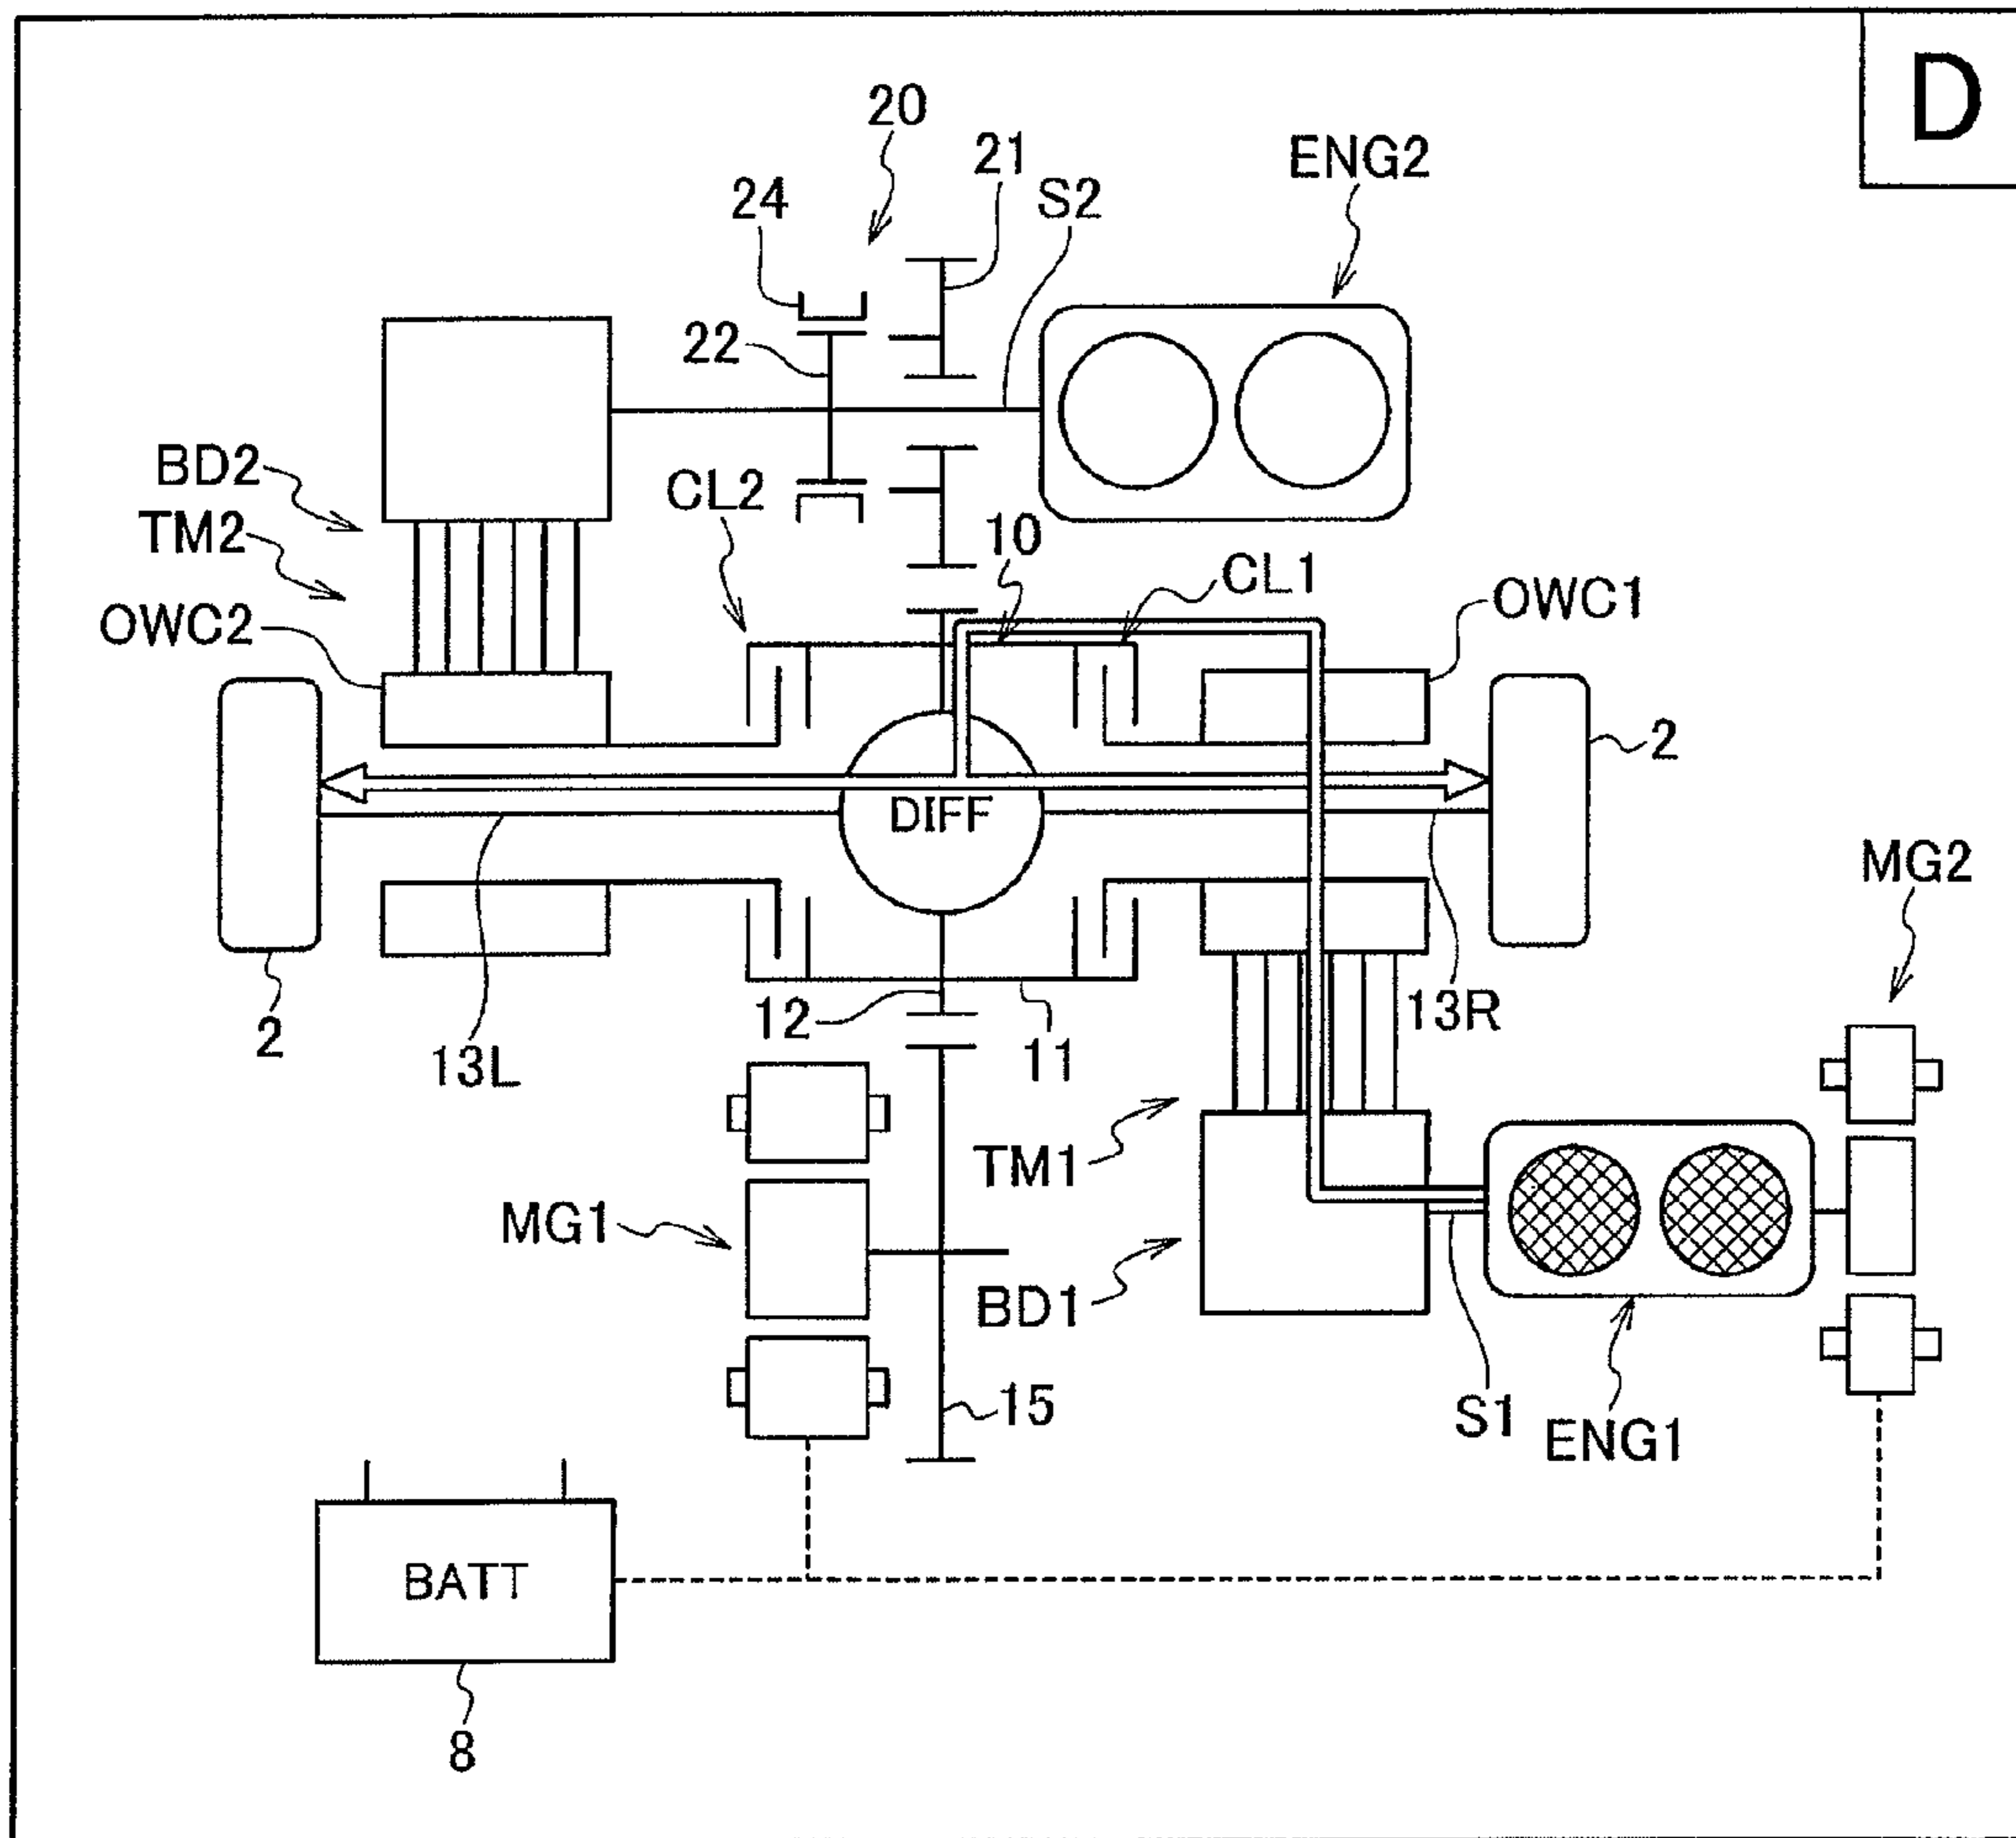 D
20
21
ENG2
24
S2
22
BD2
CL2
TM2
10
CL1
OWC1
OWC2
2
DIFF
MG2
12
13R
2
13L
11
TM1
MG1
BD1
15
S1
ENG1
BATT
8